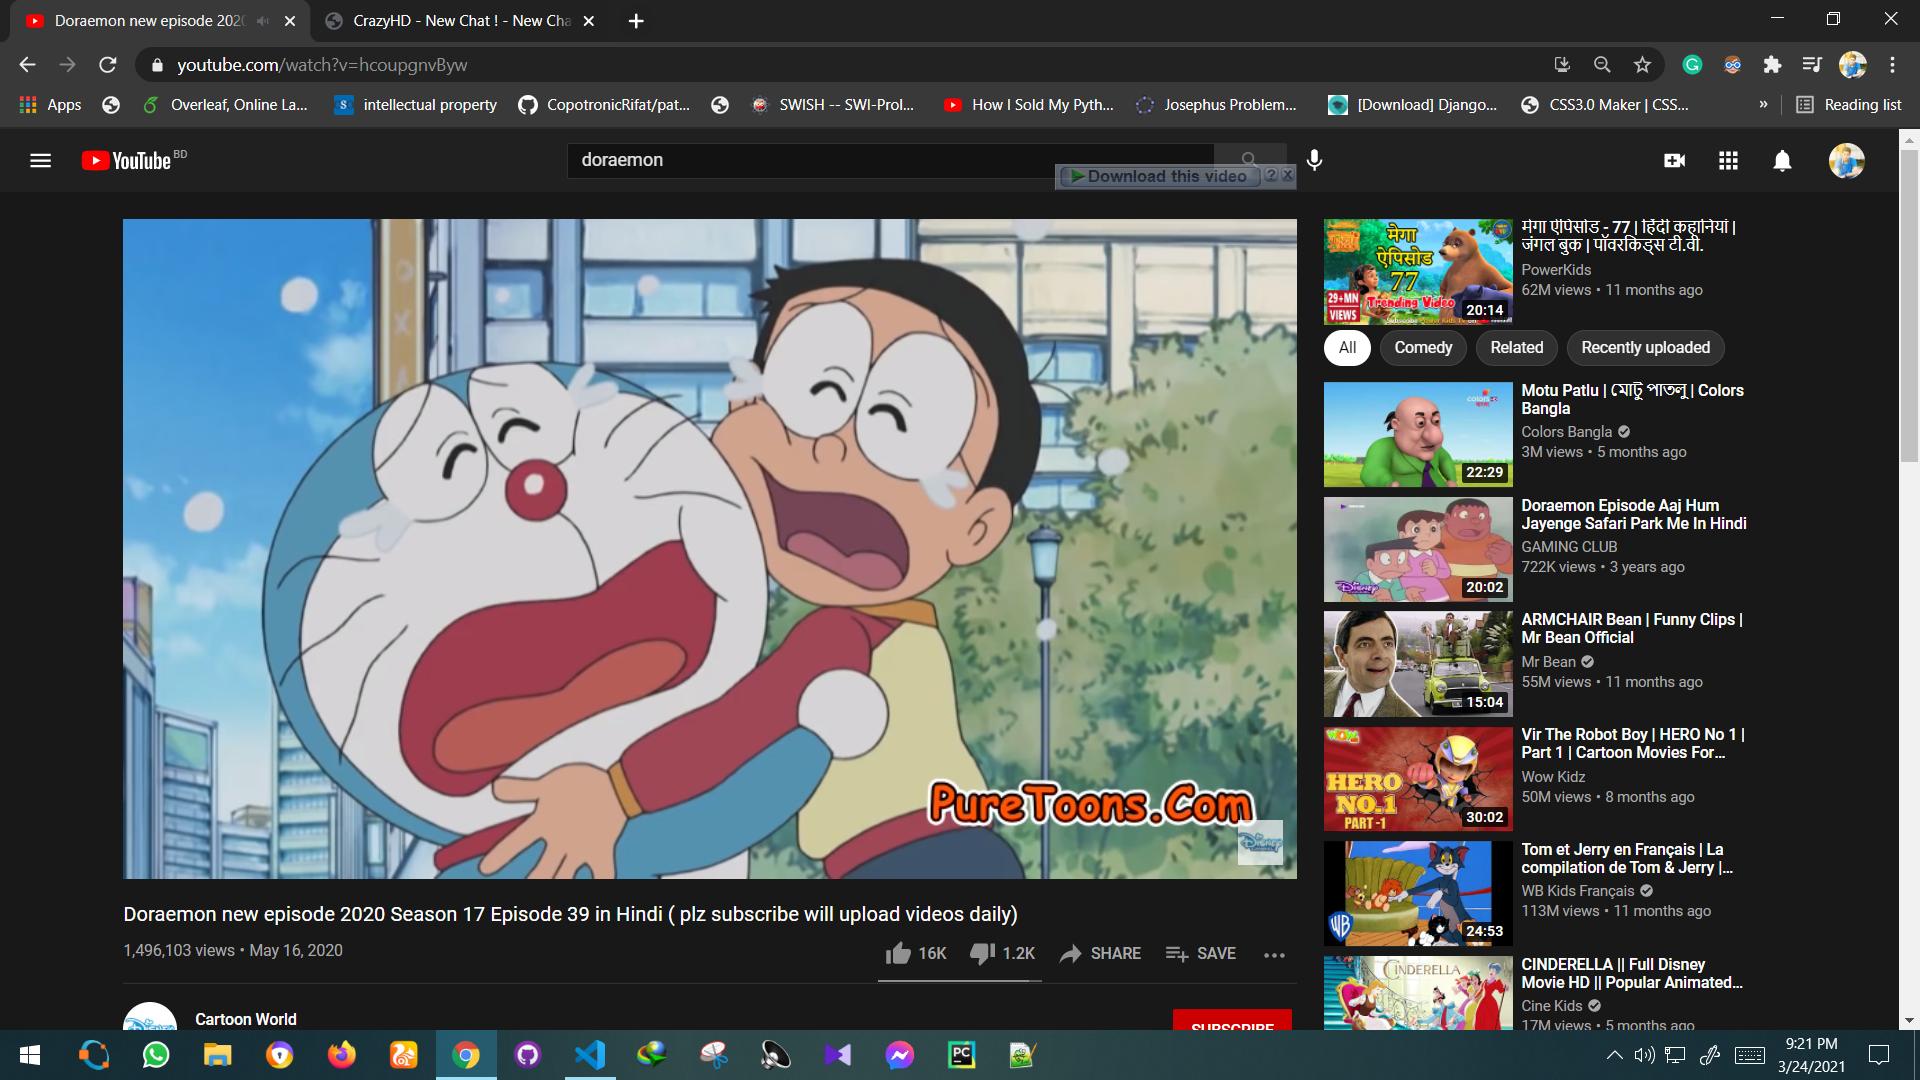 Doraemon new episode 202
CrazyHD - New Chat ! - New Cha
youtube.com/watch?v=hcoupgnvByw
Apps
Overleaf, Online La...
intellectual property
CopotronicRifat/pat...
SWISH -- SWI-Prol...
How I Sold My Pyth...
Josephus Problem...
[Download] Django...
CSS3.0 Maker | CSS...
»
Reading list
YouTube BD
doraemon
Download this video ? x
मेगा ऐपिसोड - 77 | हिंदी कहानियां |
जंगल बुक | पॉवरकिड्स टी.वी.
PowerKids
62M views • 11 months ago
मेगा
ऐपिसोड
77
Trending Video
29+MN
VIEWS
20:14
All
Comedy
Related
Recently uploaded
Motu Patlu | মোটু পাতলু | Colors
Bangla
Colors Bangla
3M views • 5 months ago
22:29
Doraemon Episode Aaj Hum
Jayenge Safari Park Me In Hindi
GAMING CLUB
722K views • 3 years ago
Disney
20:02
ARMCHAIR Bean | Funny Clips |
Mr Bean Official
Mr Bean
55M views • 11 months ago
15:04
Vir The Robot Boy | HERO No 1 |
Part 1 | Cartoon Movies For...
Wow Kidz
50M views • 8 months ago
WOW
HERO
NO.1
PART -1
30:02
Tom et Jerry en Français | La
compilation de Tom & Jerry |...
WB Kids Français
113M views • 11 months ago
WB
24:53
CINDERELLA || Full Disney
Movie HD || Popular Animated...
Cine Kids
17M views • 5 months ago
CINDERELLA
PureToons.Com
Disney
Doraemon new episode 2020 Season 17 Episode 39 in Hindi ( plz subscribe will upload videos daily)
1,496,103 views • May 16, 2020
16K
1.2K
SHARE
SAVE
Cartoon World
SUBSCRIBE
PC
9:21 PM
3/24/2021